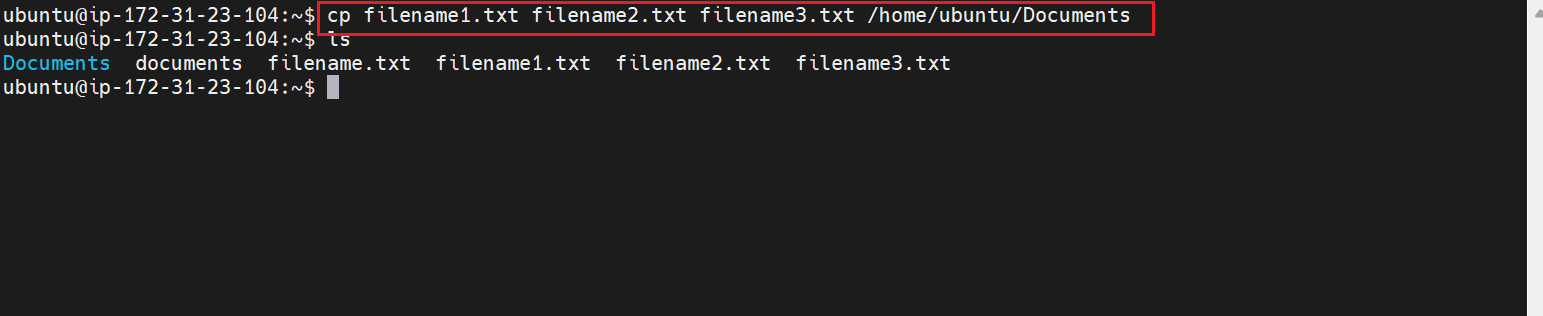 ubuntu@ip-172-31-23-104:~$ cp filename1.txt filename2.txt filename3.txt /home/ubuntu/Documents
ubuntu@ip-172-31-23-104:~$ ls
Documents  documents  filename.txt  filename1.txt  filename2.txt  filename3.txt
ubuntu@ip-172-31-23-104:~$